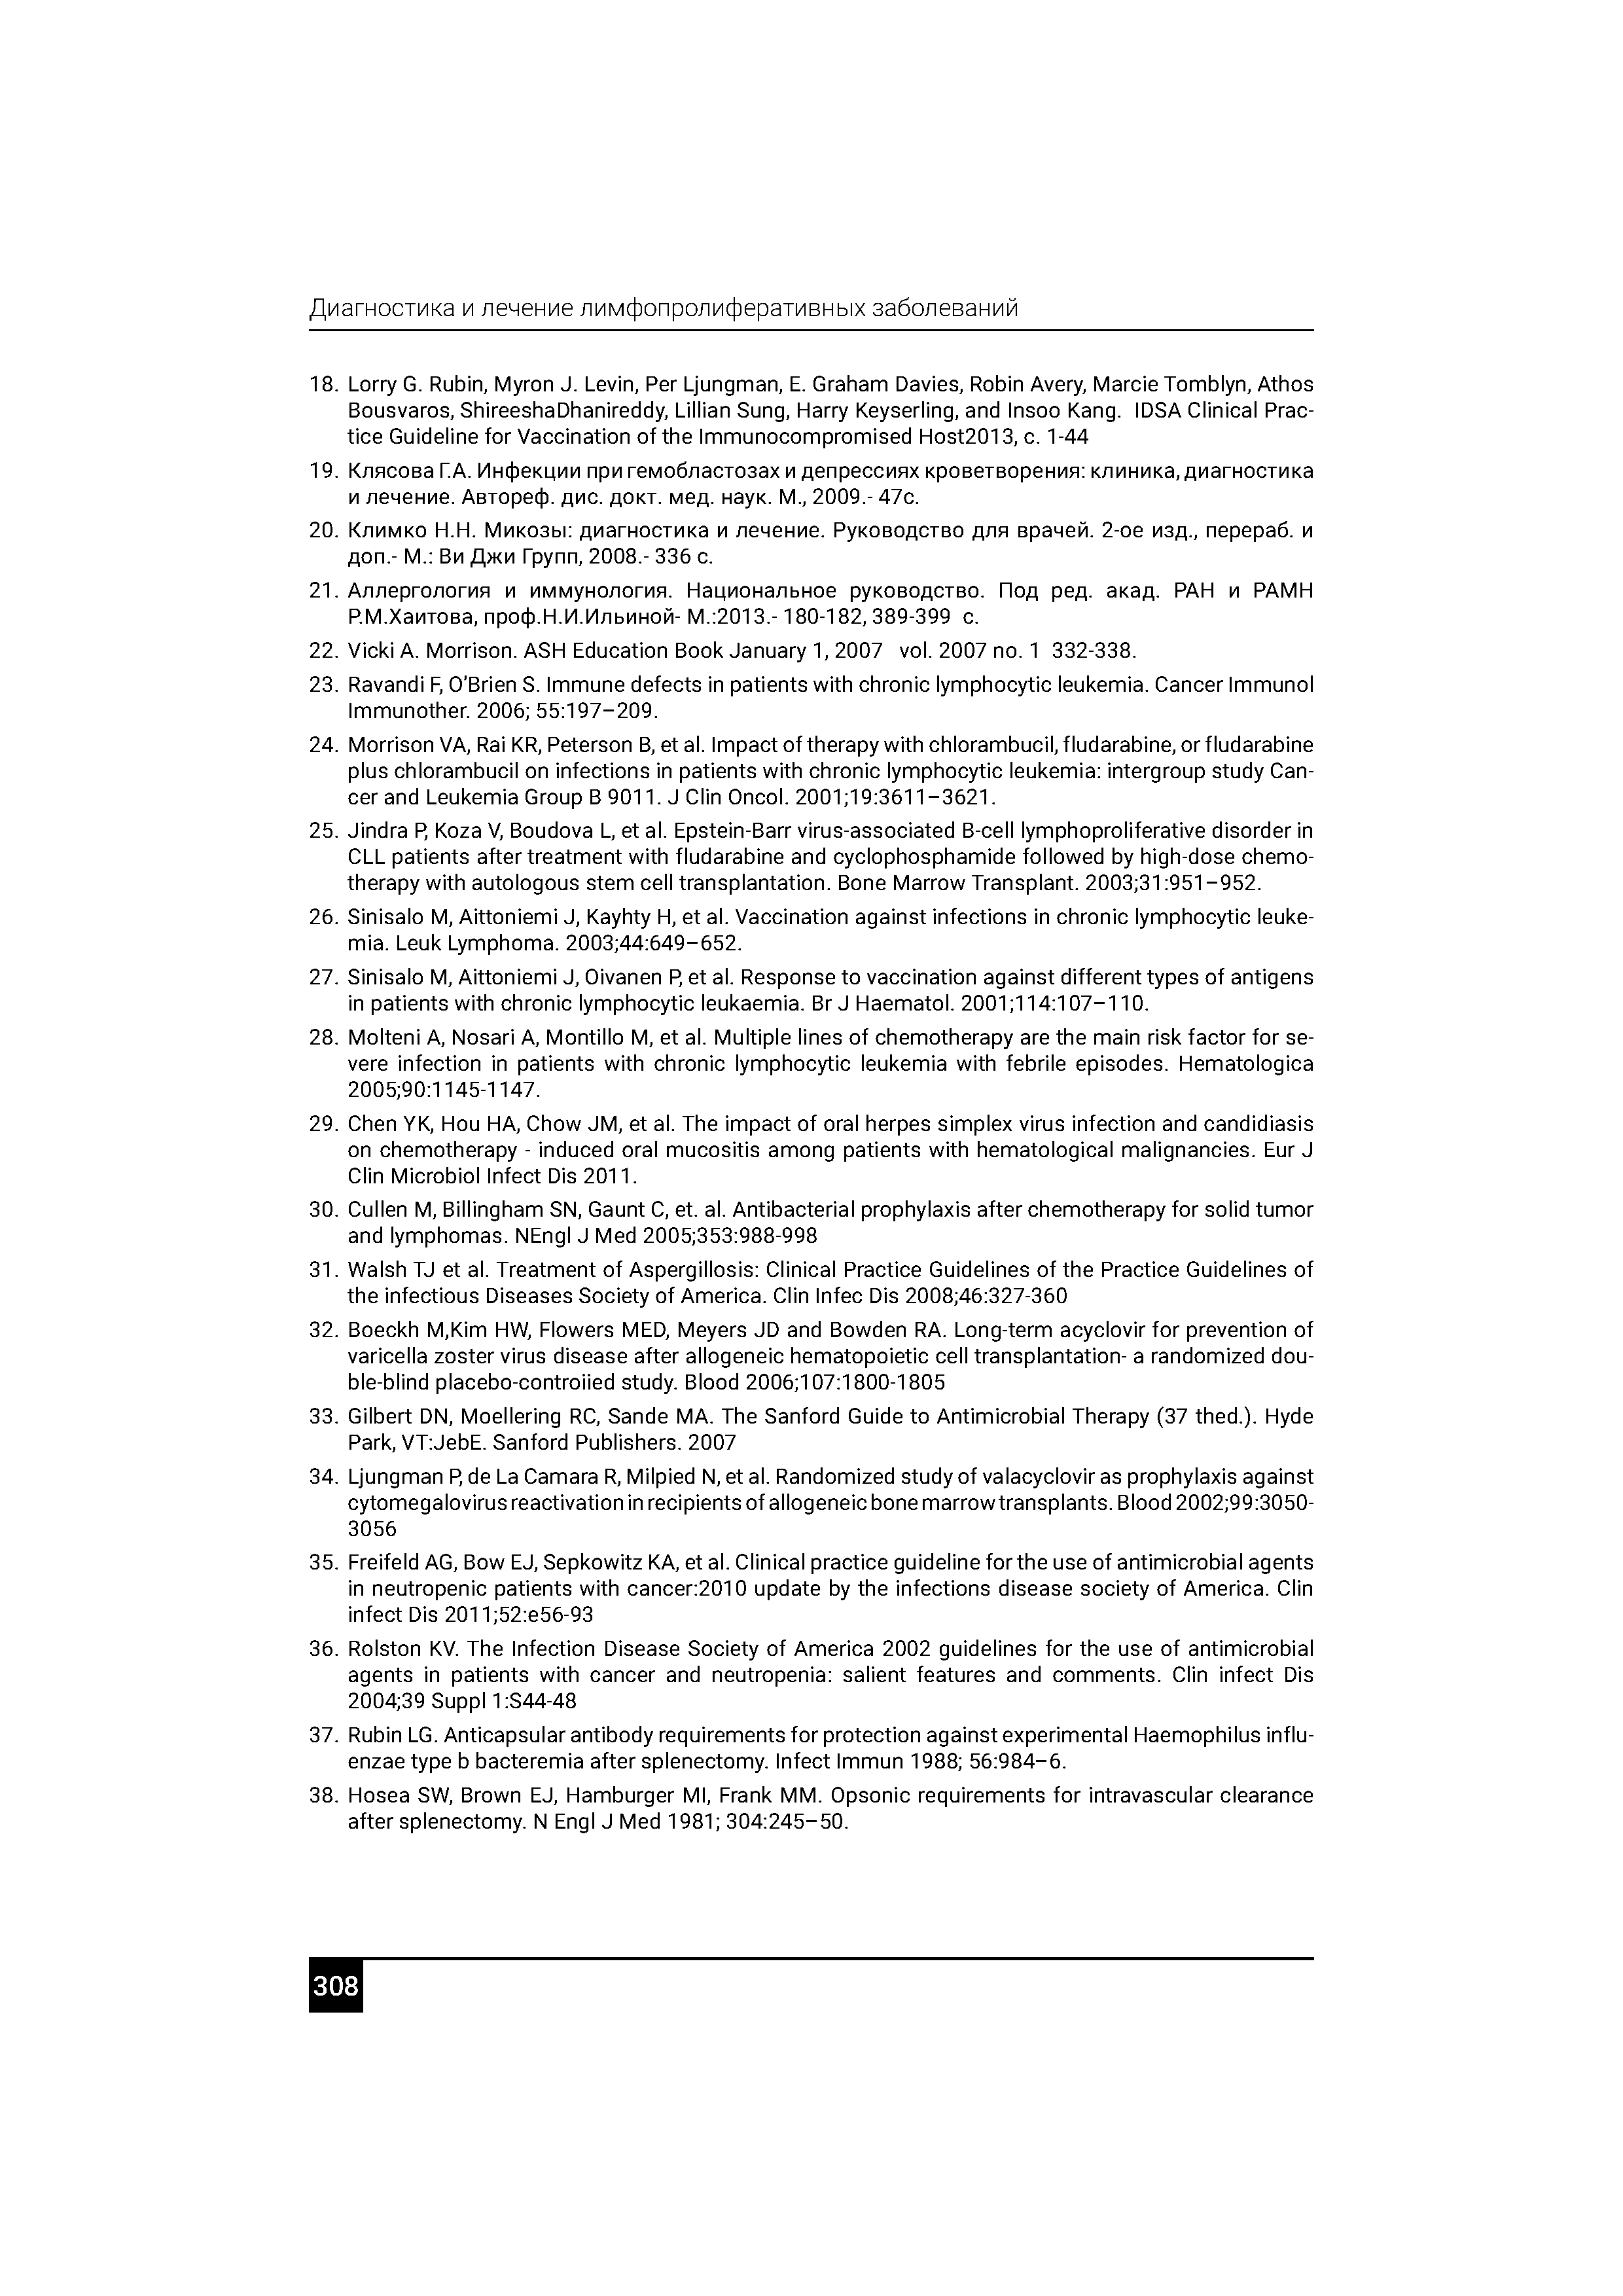 Диагностика и лечение лимфопролиферативных заболеваний
18. Lorry G. Rubin, Myron J. Levin, Per Ljungman, E. Graham Davies, Robin Avery, Marcie Tomblyn, Athos
Bousvaros, ShireeshaDhanireddy, Lillian Sung, Harry Keyserling, and Insoo Kang. IDSA Clinical Prac-
tice Guideline for Vaccination of the Immunocompromised Host2013, с. 1-44
19. Клясова Г.А. Инфекции при гемобластозах и депрессиях кроветворения: клиника, диагностика
и лечение. Автореф. дис. докт. мед. наук. М., 2009.- 47с.
20. Климко Н.Н. Микозы: диагностика и лечение. Руководство для врачей. 2-ое изд., перераб. и
доп.- М.: Ви Джи Групп, 2008.- 336 с.
21. Аллергология и иммунология. Национальное руководство. Под ред. акад. РАН и РАМН
Р.М.Хаитова, проф.Н.И.Ильиной- М.:2013.- 180-182, 389-399 с.
22. Vicki A. Morrison. ASH Education Book January 1, 2007 vol. 2007 no. 1 332-338.
23. Ravandi F, O’Brien S. Immune defects in patients with chronic lymphocytic leukemia. Cancer Immunol
Immunother. 2006; 55:197–209.
24. Morrison VA, Rai KR, Peterson B, et al. Impact of therapy with chlorambucil, fludarabine, or fludarabine
plus chlorambucil on infections in patients with chronic lymphocytic leukemia: intergroup study Can-
cer and Leukemia Group B 9011. J Clin Oncol. 2001;19:3611–3621.
25. Jindra P, Koza V, Boudova L, et al. Epstein-Barr virus-associated B-cell lymphoproliferative disorder in
CLL patients after treatment with fludarabine and cyclophosphamide followed by high-dose chemo-
therapy with autologous stem cell transplantation. Bone Marrow Transplant. 2003;31:951–952.
26. Sinisalo M, Aittoniemi J, Kayhty H, et al. Vaccination against infections in chronic lymphocytic leuke-
mia. Leuk Lymphoma. 2003;44:649–652.
27. Sinisalo M, Aittoniemi J, Oivanen P, et al. Response to vaccination against different types of antigens
in patients with chronic lymphocytic leukaemia. Br J Haematol. 2001;114:107–110.
28. Molteni A, Nosari A, Montillo M, et al. Multiple lines of chemotherapy are the main risk factor for se-
vere infection in patients with chronic lymphocytic leukemia with febrile episodes. Hematologica
2005;90:1145-1147.
29. Chen YK, Hou HA, Chow JM, et al. The impact of oral herpes simplex virus infection and candidiasis
on chemotherapy - induced oral mucositis among patients with hematological malignancies. Eur J
Clin Microbiol Infect Dis 2011.
30. Cullen M, Billingham SN, Gaunt C, et. al. Antibacterial prophylaxis after chemotherapy for solid tumor
and lymphomas. NEngl J Med 2005;353:988-998
31. Walsh TJ et al. Treatment of Aspergillosis: Clinical Practice Guidelines of the Practice Guidelines of
the infectious Diseases Society of America. Clin Infec Dis 2008;46:327-360
32. Boeckh M,Kim HW, Flowers MED, Meyers JD and Bowden RA. Long-term acyclovir for prevention of
varicella zoster virus disease after allogeneic hematopoietic cell transplantation- a randomized dou-
ble-blind placebo-controiied study. Blood 2006;107:1800-1805
33. Gilbert DN, Moellering RC, Sande MA. The Sanford Guide to Antimicrobial Therapy (37 thed.). Hyde
Park, VT:JebE. Sanford Publishers. 2007
34. Ljungman P, de La Camara R, Milpied N, et al. Randomized study of valacyclovir as prophylaxis against
cytomegalovirus reactivation in recipients of allogeneic bone marrow transplants. Blood 2002;99:3050-
3056
35. Freifeld AG, Bow EJ, Sepkowitz KA, et al. Clinical practice guideline for the use of antimicrobial agents
in neutropenic patients with cancer:2010 update by the infections disease society of America. Clin
infect Dis 2011;52:e56-93
36. Rolston KV. The Infection Disease Society of America 2002 guidelines for the use of antimicrobial
agents in patients with cancer and neutropenia: salient features and comments. Clin infect Dis
2004;39 Suppl 1:S44-48
37. Rubin LG. Anticapsular antibody requirements for protection against experimental Haemophilus influ-
enzae type b bacteremia after splenectomy. Infect Immun 1988; 56:984–6.
38. Hosea SW, Brown EJ, Hamburger MI, Frank MM. Opsonic requirements for intravascular clearance
after splenectomy. N Engl J Med 1981; 304:245–50.
308